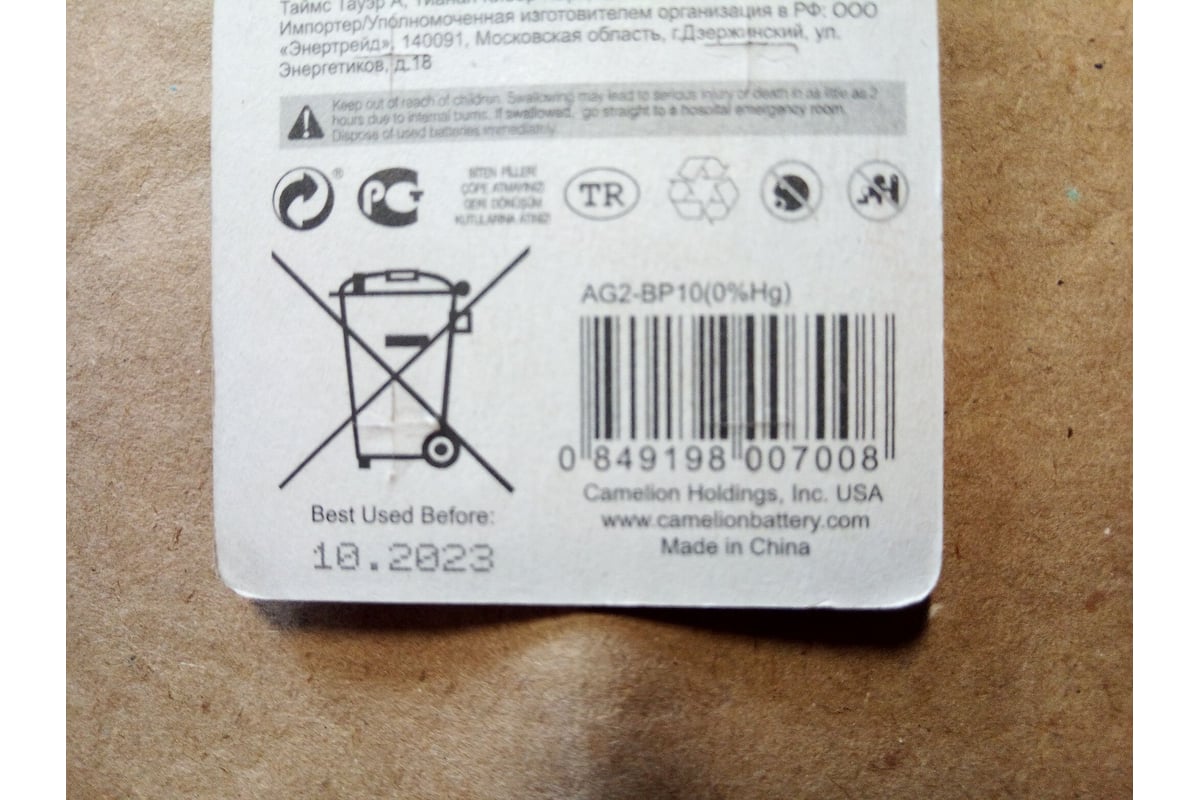 Таймс Тауэр А, Тианан
Импортер/Уполномоченная изготовителем организация в РФ: ООО
«Энертрейд», 140091, Московская область, г.Дзержинский, ул.
Энергетиков, д.18
Keep out of reach of children. Swallowing may lead to serious injury or death in as little as 2
hours due to internal burns. If swallowed, go straight to a hospital emergency room.
Dispose of used batteries immediately.
®
РСТ
BİTEN PİLLERİ
ÇÖPE ATMAYINIZ!
GERİ DÖNÜŞÜM
KUTULARINA ATINIZ!
TR
AG2-BP10(0%Hg)
0 849198 007008
Camelion Holdings, Inc. USA
www.camelionbattery.com
Made in China
Best Used Before:
10.2023